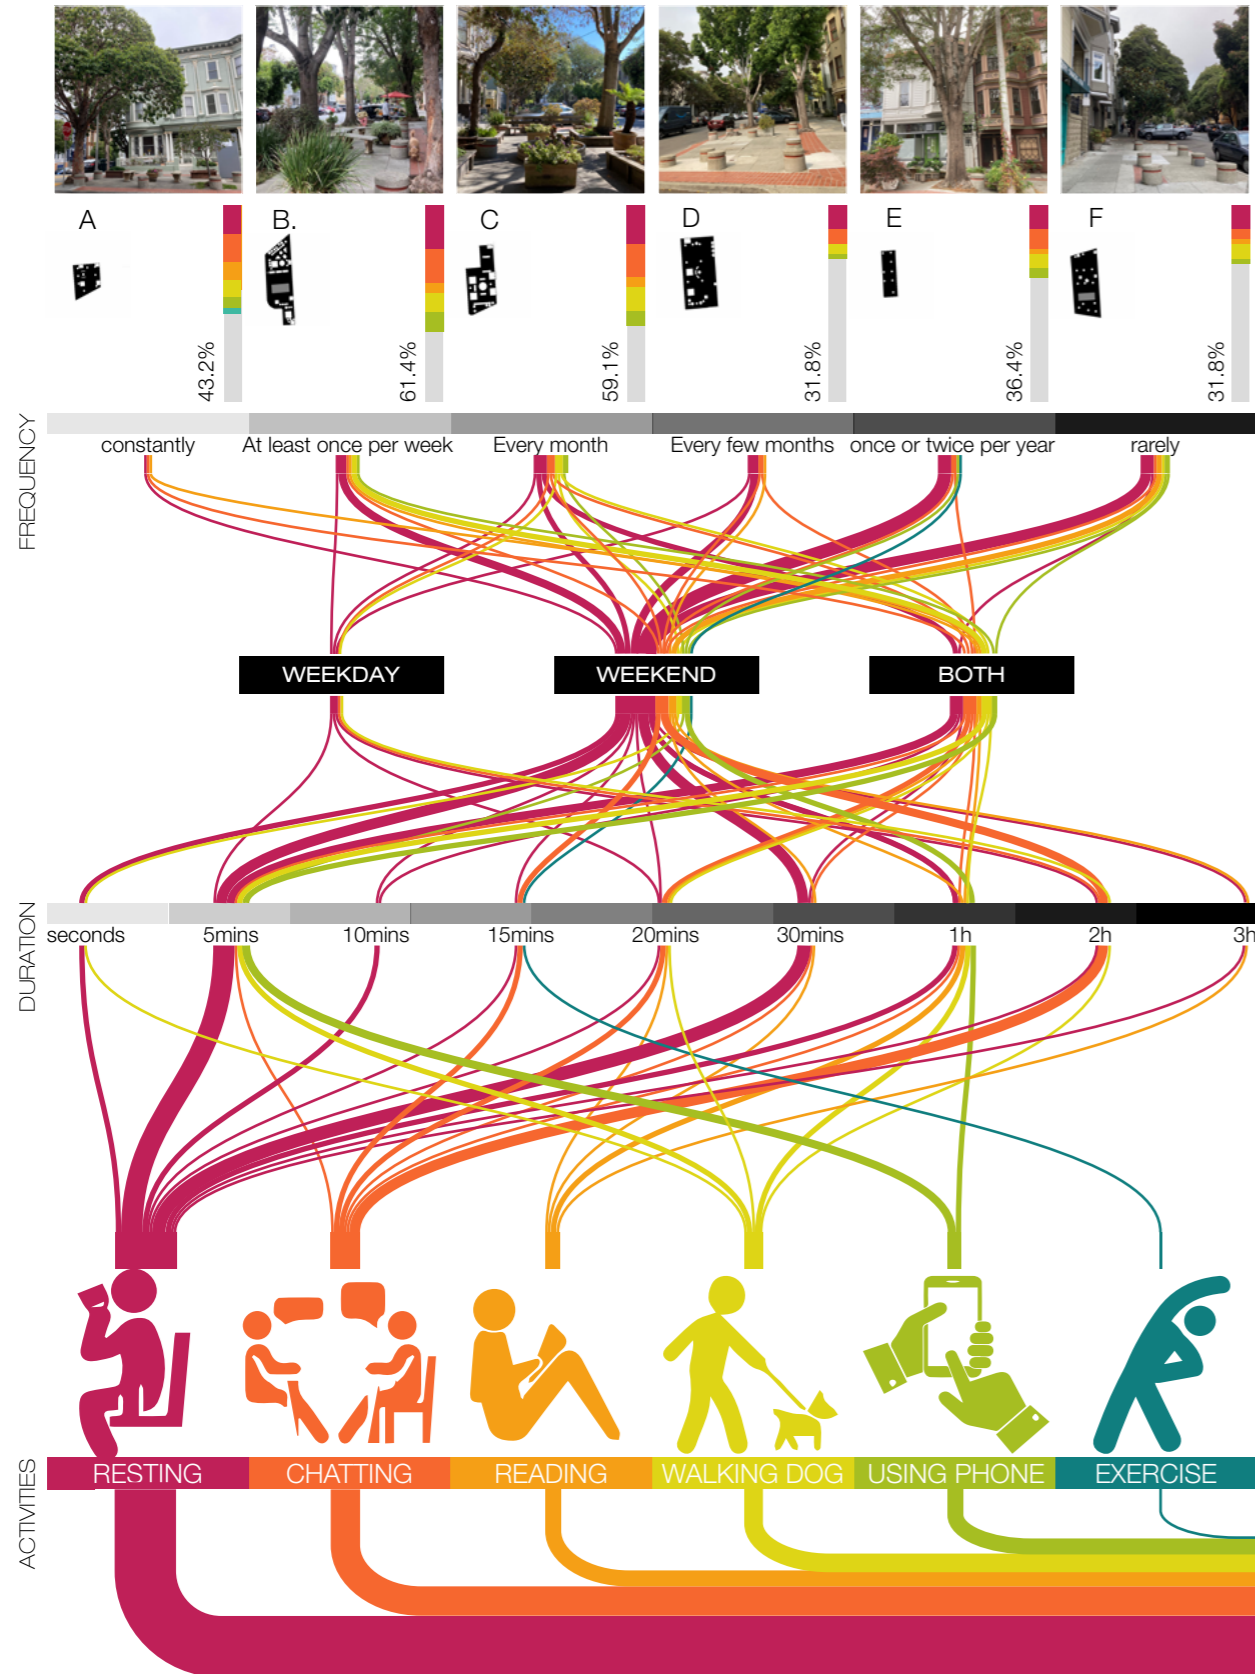 A
B.
C
D
E
F
43.2%
61.4%
59.1%
31.8%
36.4%
31.8%
FREQUENCY
constantly
At least once per week
Every month
Every few months
once or twice per year
rarely
WEEKDAY
WEEKEND
BOTH
DURATION
seconds
5mins
10mins
15mins
20mins
30mins
1h
2h
3h
ACTIVITIES
RESTING
CHATTING
READING
WALKING DOG
USING PHONE
EXERCISE